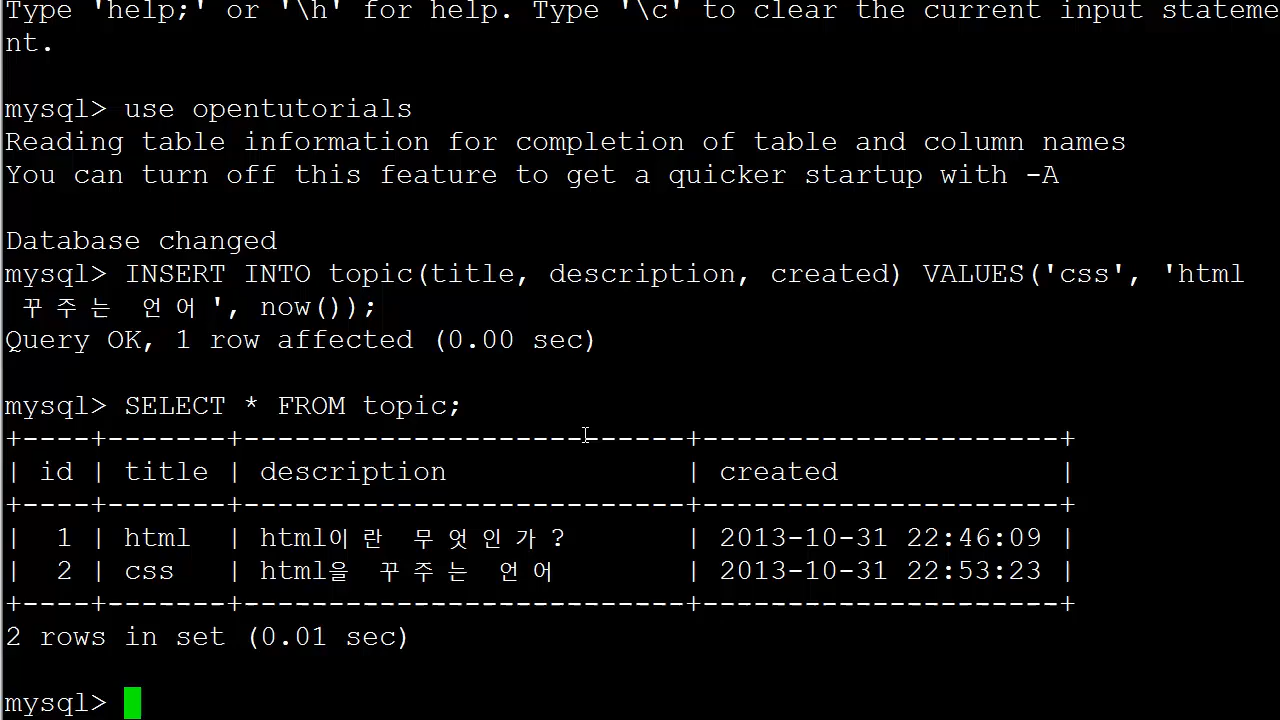 Type 'help;' or '\h' for help. Type '\c' to clear the current input stateme
nt.
mysql> use opentutorials
Reading table information for completion of table and column names
You can turn off this feature to get a quicker startup with -A
Database changed
mysql> INSERT INTO topic(title, description, created) VALUES('css', 'html
꾸주는 언어', now());
Query OK, 1 row affected (0.00 sec)
mysql> SELECT * FROM topic;
+----+-------+--------------------------+---------------------+
| id | title | description              | created             |
+----+-------+--------------------------+---------------------+
|  1 | html  | html이란 무엇인가?       | 2013-10-31 22:46:09 |
|  2 | css   | html을 꾸주는 언어       | 2013-10-31 22:53:23 |
+----+-------+--------------------------+---------------------+
2 rows in set (0.01 sec)
mysql>